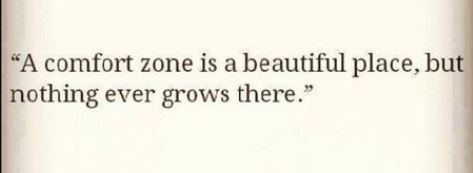 “A comfort zone is a beautiful place, but
nothing ever grows there.”